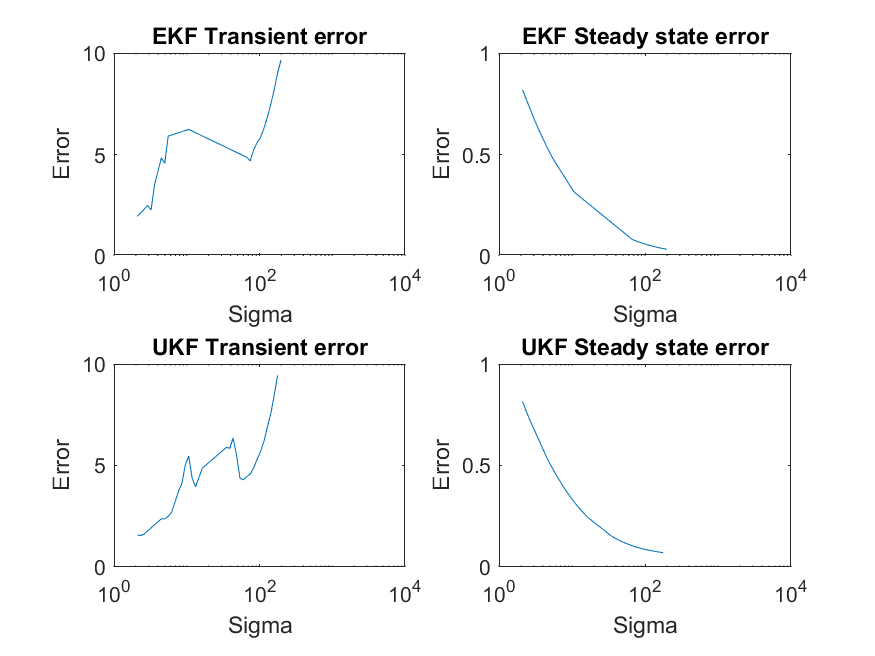 EKF Transient error
10
5
0
Error
10^0
10^2
10^4
Sigma
EKF Steady state error
1
0.5
0
Error
10^0
10^2
10^4
Sigma
UKF Transient error
10
5
0
Error
10^0
10^2
10^4
Sigma
UKF Steady state error
1
0.5
0
Error
10^0
10^2
10^4
Sigma